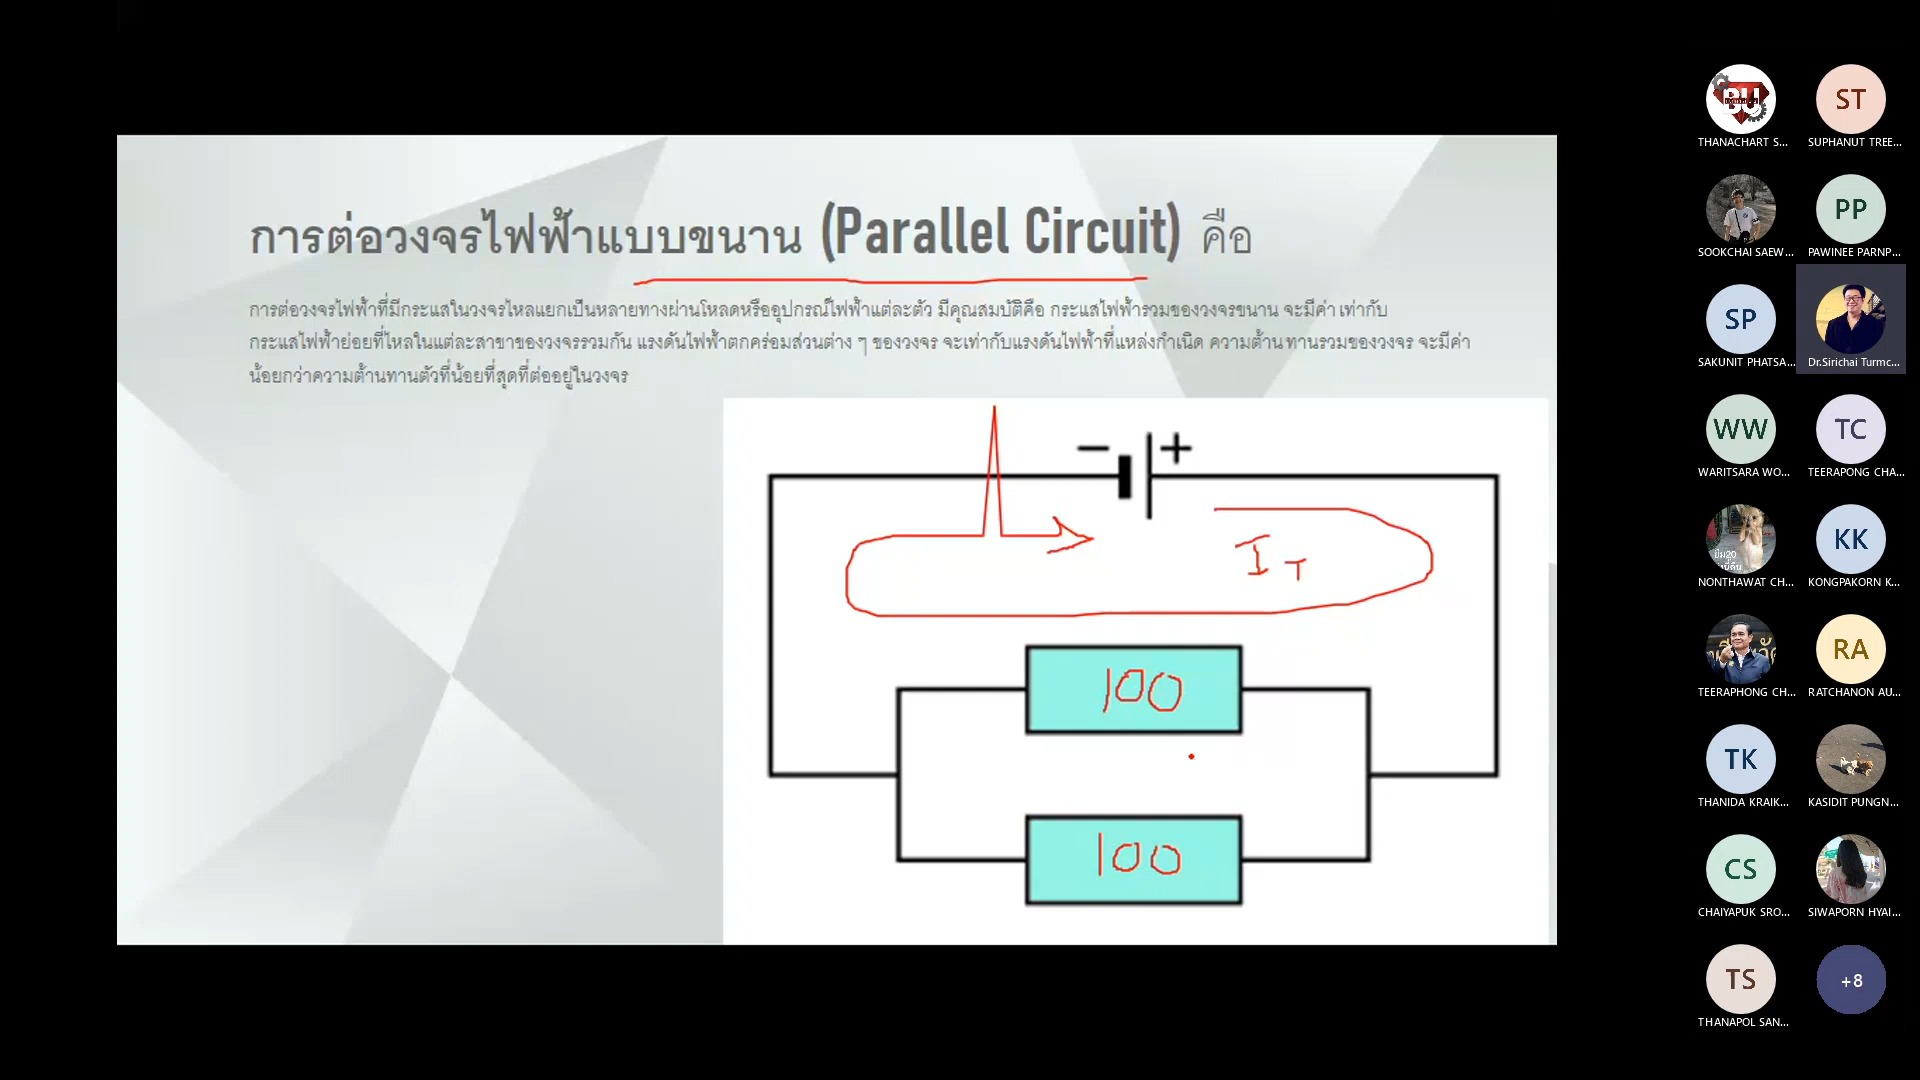 การต่อวงจรไฟฟ้าแบบขนาน (Parallel Circuit) คือ
การต่อวงจรไฟฟ้าที่มีกระแสในวงจรไหลแยกเป็นหลายทางผ่านโหลดหรืออุปกรณ์ไฟฟ้าแต่ละตัว มีคุณสมบัติคือ กระแสไฟฟ้ารวมของวงจรขนาน จะมีค่าเท่ากับ
กระแสไฟฟ้าย่อยที่ไหลในแต่ละสาขาของวงจรรวมกัน แรงดันไฟฟ้าตกคร่อมส่วนต่าง ๆ ของวงจร จะเท่ากับแรงดันไฟฟ้าที่แหล่งกำเนิด ความต้านทานรวมของวงจร จะมีค่า
น้อยกว่าความต้านทานตัวที่น้อยที่สุดที่ต่ออยู่ในวงจร
− +
I T
100
100
THANACHART S...
ST
SUPHANUT TREE...
SOOKCHAI SAEW...
PP
PAWINEE PARNP...
SP
SAKUNIT PHATSA...
Dr.Sirichai Turmc...
WW
WARITSARA WO...
TC
TEERAPONG CHA...
NONTHAWAT CH...
KK
KONGPAKORN K...
TEERAPHONG CH...
RA
RATCHANON AU...
TK
THANIDA KRAIK...
KASIDIT PUNGN...
CS
CHAIYAPUK SRO...
SIWAPORN HYAI...
TS
THANAPOL SAN...
+8